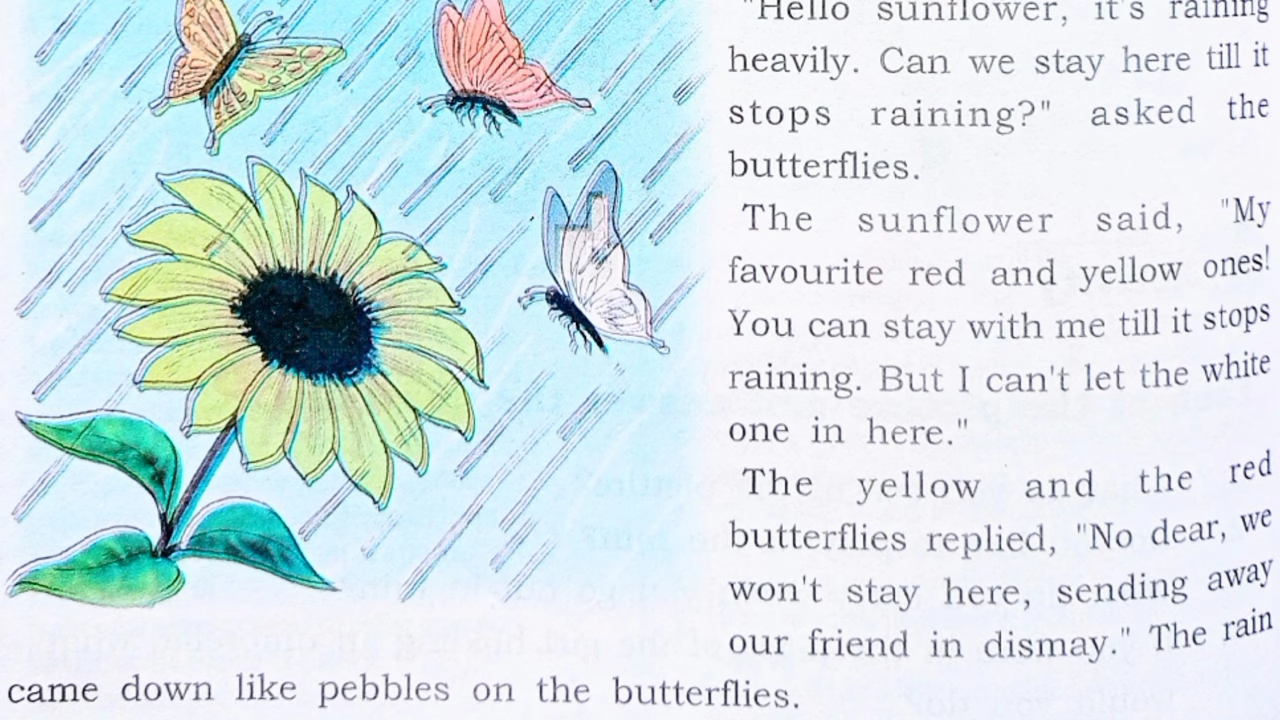 "Hello sunflower, it's raining
heavily. Can we stay here till it
stops raining?" asked the
butterflies.
The sunflower said, "My
favourite red and yellow ones!
You can stay with me till it stops
raining. But I can't let the white
one in here."
The yellow and the red
butterflies replied, "No dear, we
won't stay here, sending away
our friend in dismay." The rain
came down like pebbles on the butterflies.